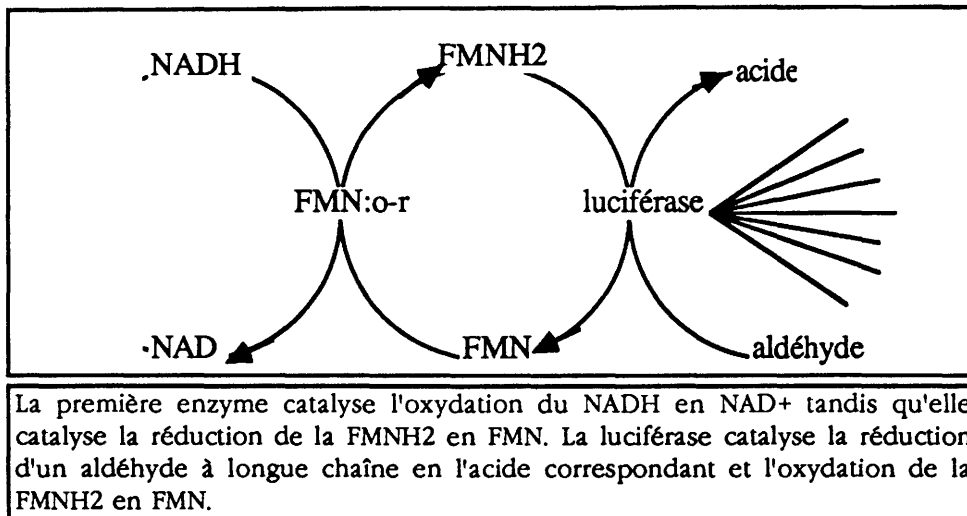 .NADH FMNH2 acide
FMN:o-r luciférase
.NAD FMN aldéhyde
La première enzyme catalyse l'oxydation du NADH en NAD+ tandis qu'elle
catalyse la réduction de la FMNH2 en FMN. La luciférase catalyse la réduction
d'un aldéhyde à longue chaîne en l'acide correspondant et l'oxydation de la
FMNH2 en FMN.